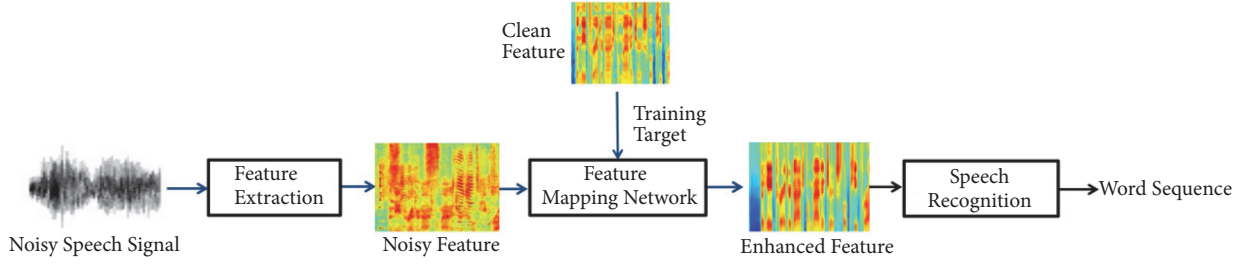 Clean
Feature
Training
Target
Feature
Extraction
Feature
Mapping Network
Speech
Recognition
Word Sequence
Noisy Speech Signal
Noisy Feature
Enhanced Feature